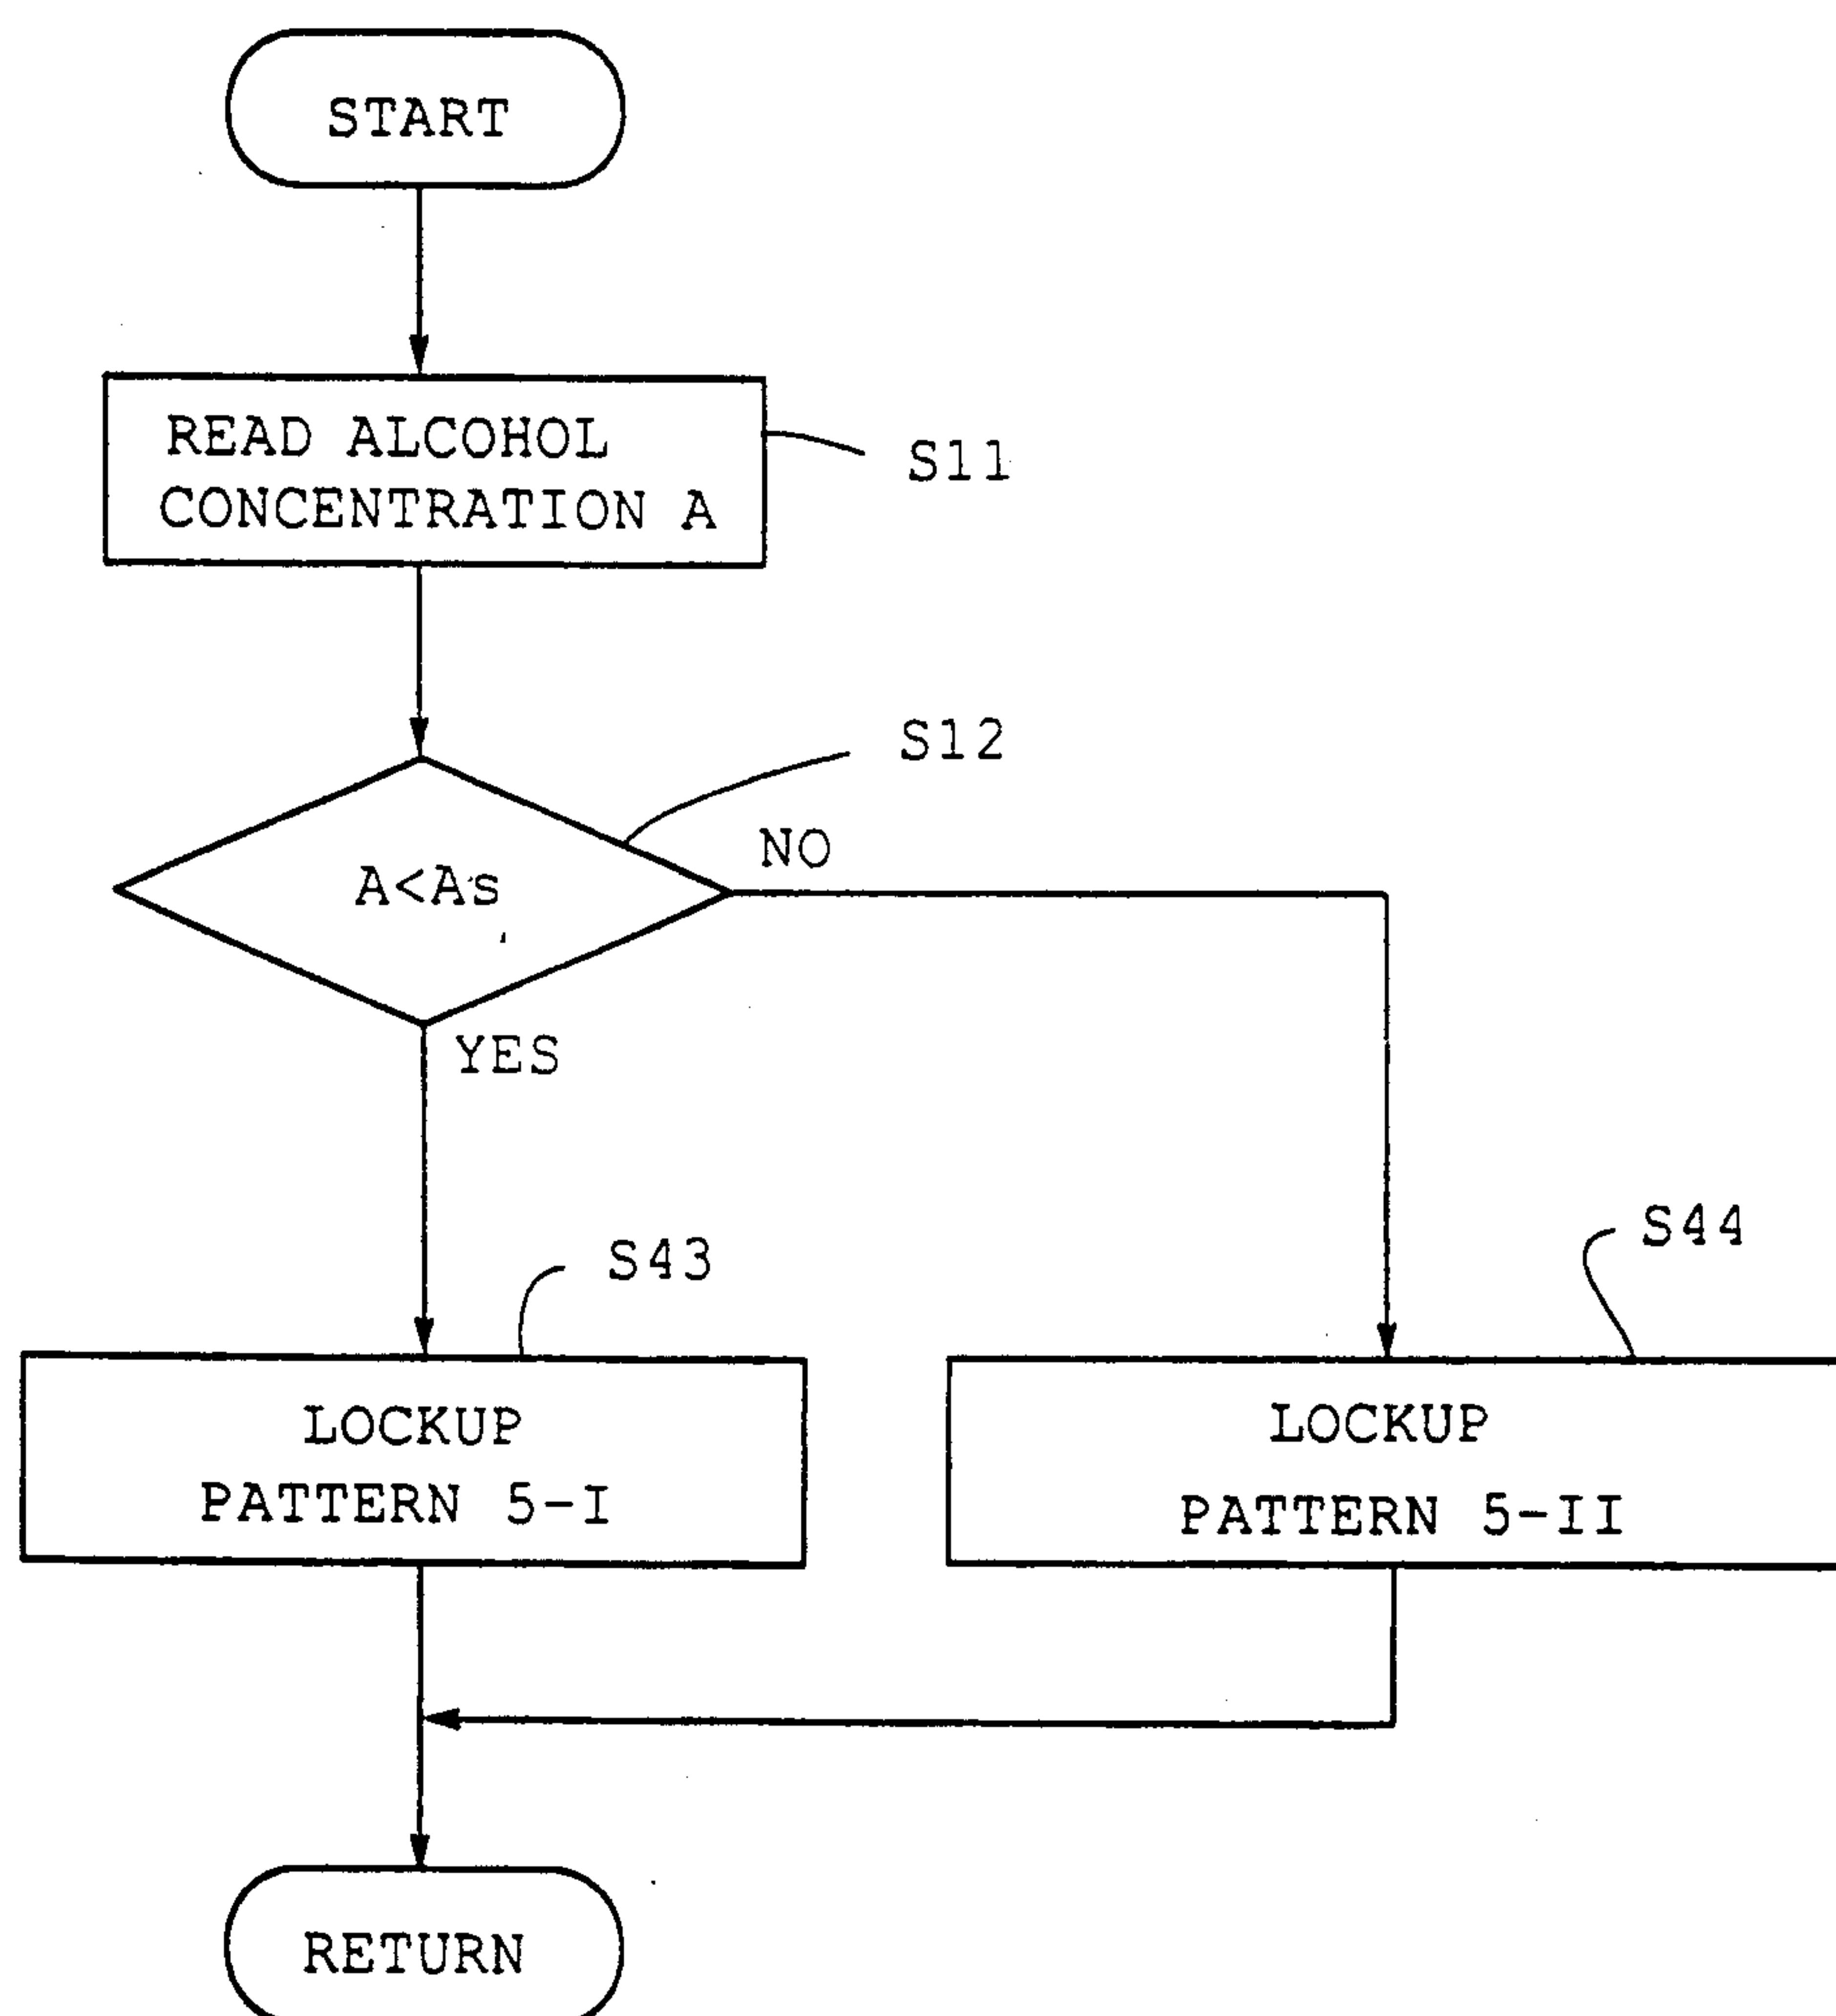 START
READ ALCOHOL
CONCENTRATION A
S11
S12
A<As
NO
YES
S43
S44
LOCKUP
PATTERN 5-I
LOCKUP
PATTERN 5-II
RETURN